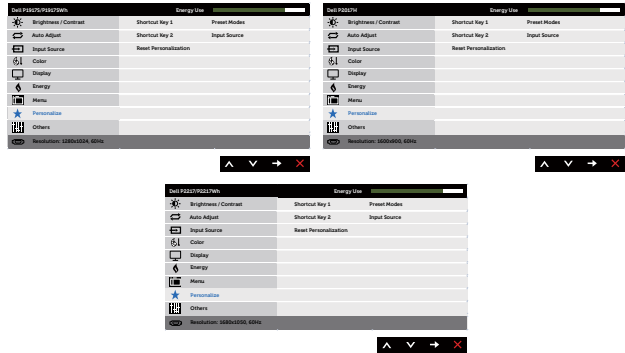 Dell P1917S/P1917SWh Energy Use
Brightness / Contrast Shortcut Key 1 Preset Modes
Auto Adjust Shortcut Key 2 Input Source
Input Source Reset Personalization
Color
Display
Energy
Menu
Personalize
Others
Resolution: 1280x1024, 60Hz
Dell P2017H Energy Use
Brightness / Contrast Shortcut Key 1 Preset Modes
Auto Adjust Shortcut Key 2 Input Source
Input Source Reset Personalization
Color
Display
Energy
Menu
Personalize
Others
Resolution: 1600x900, 60Hz
Dell P2217/P2217Wh Energy Use
Brightness / Contrast Shortcut Key 1 Preset Modes
Auto Adjust Shortcut Key 2 Input Source
Input Source Reset Personalization
Color
Display
Energy
Menu
Personalize
Others
Resolution: 1680x1050, 60Hz